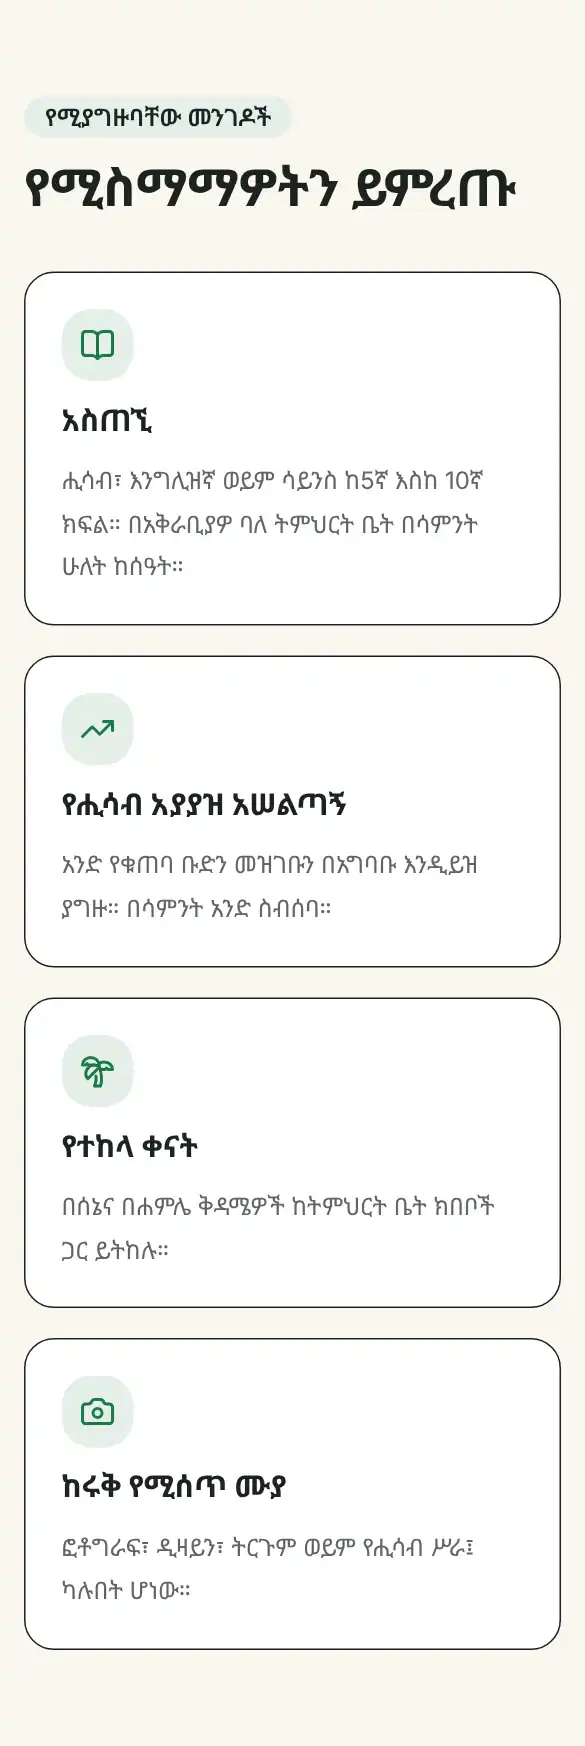 የሚያግዙባቸው መንገዶች
የሚስማማዎትን ይምረጡ
አስጠኚ
ሒሳብ፣ እንግሊዝኛ ወይም ሳይንስ ከ5ኛ እስከ 10ኛ
ክፍል። በአቅራቢያዎ ባለ ትምህርት ቤት በሳምንት
ሁለት ከሰዓት።
የሒሳብ አያያዝ አሠልጣኝ
አንድ የቁጠባ ቡድን መዝገቡን በአግባቡ እንዲይዝ
ያግዙ። በሳምንት አንድ ስብሰባ።
የተከላ ቀናት
በሰኔና በሐምሌ ቅዳሜዎች ከትምህርት ቤት ክበቦች
ጋር ይትከሉ።
ከሩቅ የሚሰጥ ሙያ
ፎቶግራፍ፣ ዲዛይን፣ ትርጉም ወይም የሒሳብ ሥራ፤
ካሉበት ሆነው።